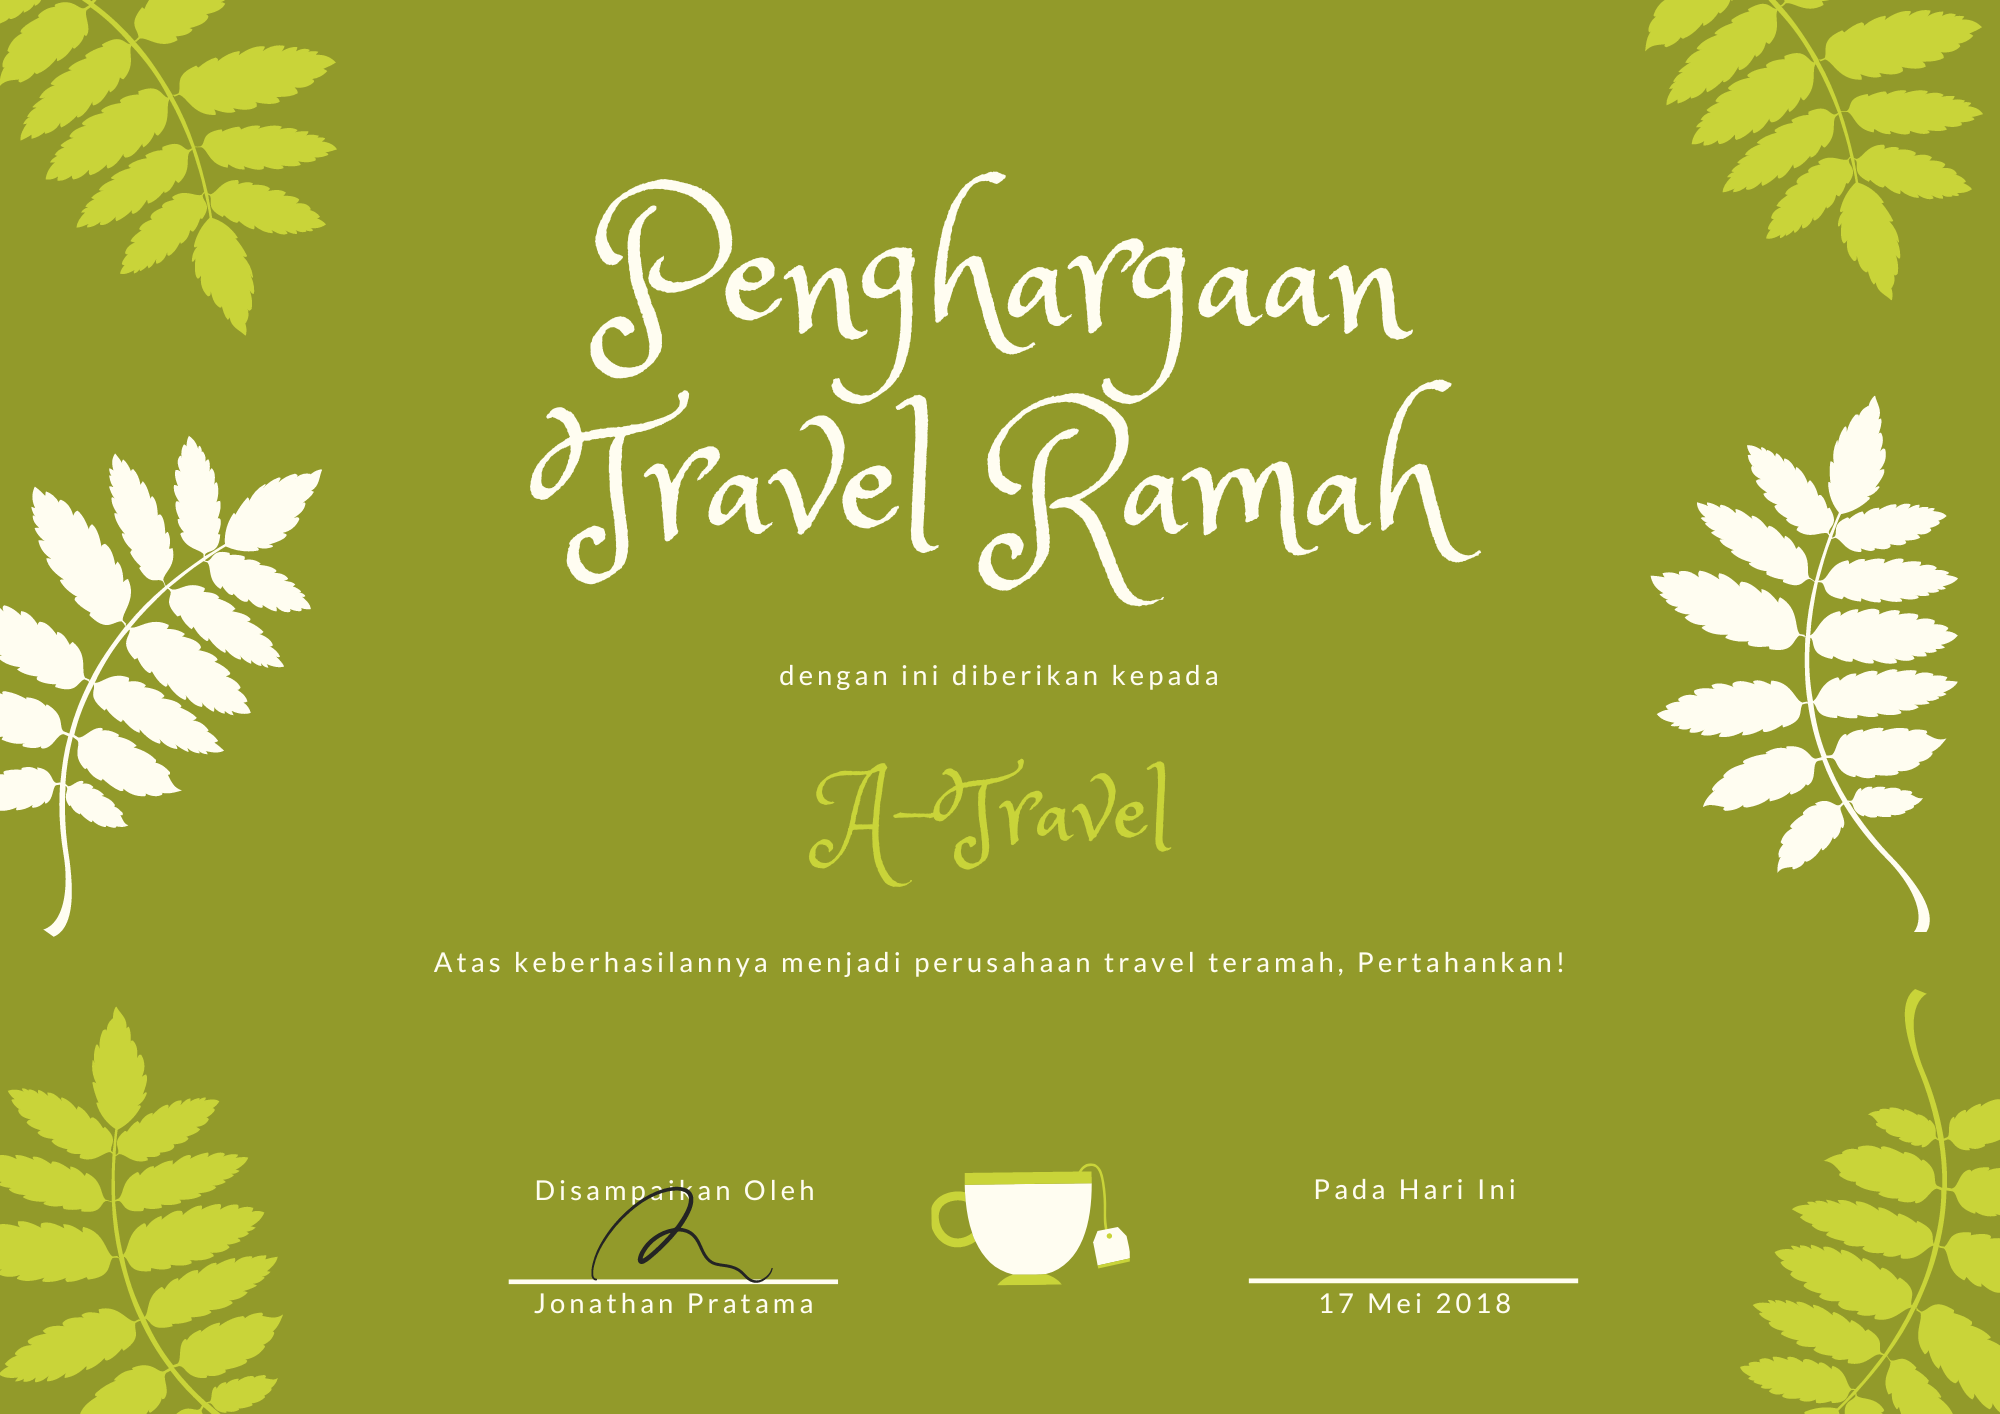 Penghargaan
Travel Ramah
dengan ini diberikan kepada
A-Travel
Atas keberhasilannya menjadi perusahaan travel teramah, Pertahankan!
Disampaikan Oleh
Jonathan Pratama
Pada Hari Ini
17 Mei 2018